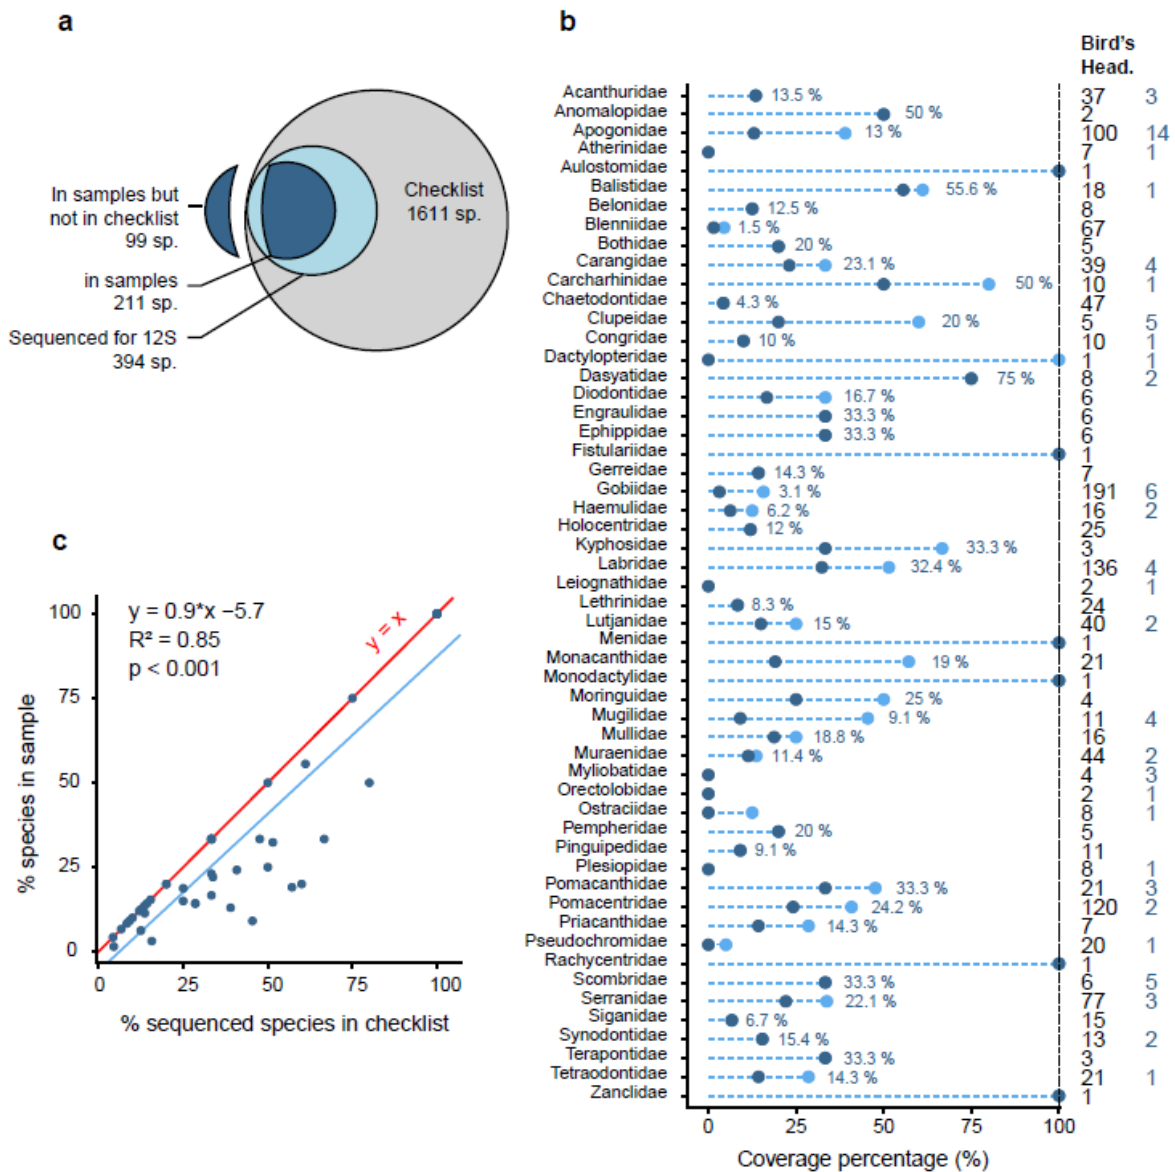 a
In samples but
not in checklist
99 sp.
in samples
211 sp.
Sequenced for 12S
394 sp.
Checklist
1611 sp.
b
Bird's
Head.
Acanthuridae 13.5 % 37 3
Anomalopidae 50 % 2
Apogonidae 13 % 100 14
Atherinidae 7 1
Aulostomidae 1
Balistidae 55.6 % 18 1
Belonidae 12.5 % 8
Blenniidae 1.5 % 67
Bothidae 20 % 5
Carangidae 23.1 % 39 4
Carcharhinidae 50 % 10 1
Chaetodontidae 4.3 % 47
Clupeidae 20 % 5 5
Congridae 10 % 10 1
Dactylopteridae 1 1
Dasyatidae 75 % 8 2
Diodontidae 16.7 % 6
Engraulidae 33.3 % 6
Ephippidae 33.3 % 6
Fistulariidae 1
Gerreidae 14.3 % 7
Gobiidae 3.1 % 191 6
Haemulidae 6.2 % 16 2
Holocentridae 12 % 25
Kyphosidae 33.3 % 3
Labridae 32.4 % 136 4
Leiognathidae 2 1
Lethrinidae 8.3 % 24
Lutjanidae 15 % 40 2
Menidae 1
Monacanthidae 19 % 21
Monodactylidae 1
Moringuidae 25 % 4
Mugilidae 9.1 % 11 4
Mullidae 18.8 % 16
Muraenidae 11.4 % 44 2
Myliobatidae 4 3
Orectolobidae 2 1
Ostraciidae 8 1
Pempheridae 20 % 5
Pinguipedidae 9.1 % 11
Plesiopidae 8 1
Pomacanthidae 33.3 % 21 3
Pomacentridae 24.2 % 120 2
Priacanthidae 14.3 % 7
Pseudochromidae 20 1
Rachycentridae 1
Scombridae 33.3 % 6 5
Serranidae 22.1 % 77 3
Siganidae 6.7 % 15
Synodontidae 15.4 % 13 2
Terapontidae 33.3 % 3
Tetraodontidae 14.3 % 21 1
Zanclidae 1
0 25 50 75 100
Coverage percentage (%)
c
y = 0.9*x −5.7
R² = 0.85
p < 0.001
y = x
100
75
50
25
0
% species in sample
0 25 50 75 100
% sequenced species in checklist